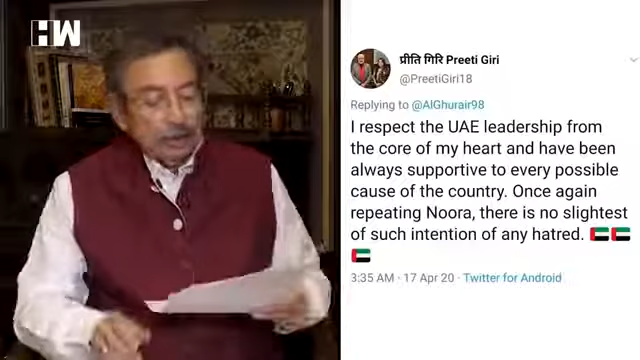 HW
प्रीति गिरि Preeti Giri
@PreetiGiri18
Replying to @AlGhurair98
I respect the UAE leadership from
the core of my heart and have been
always supportive to every possible
cause of the country. Once again
repeating Noora, there is no slightest
of such intention of any hatred. 🇦🇪🇦🇪
🇦🇪
3:35 AM · 17 Apr 20 · Twitter for Android